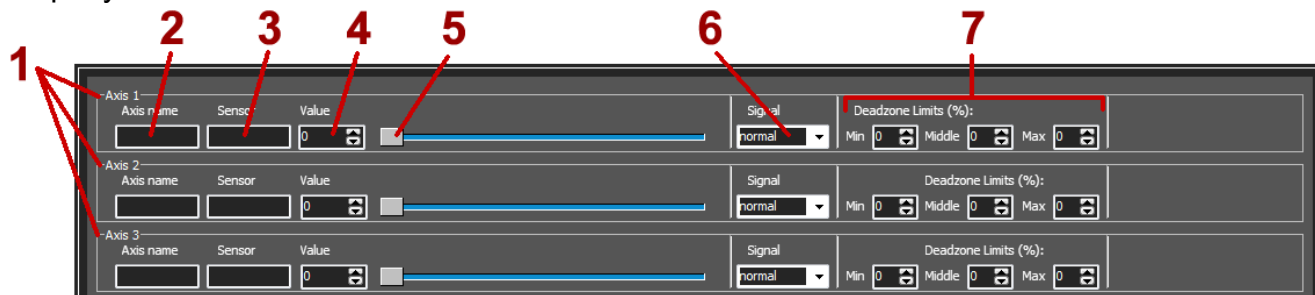 1 2 3 4 5 6 7
Axis 1
Axis name Sensor Value Signal Deadzone Limits (%):
0 normal Min 0 Middle 0 Max 0
Axis 2
Axis name Sensor Value Signal Deadzone Limits (%):
0 normal Min 0 Middle 0 Max 0
Axis 3
Axis name Sensor Value Signal Deadzone Limits (%):
0 normal Min 0 Middle 0 Max 0